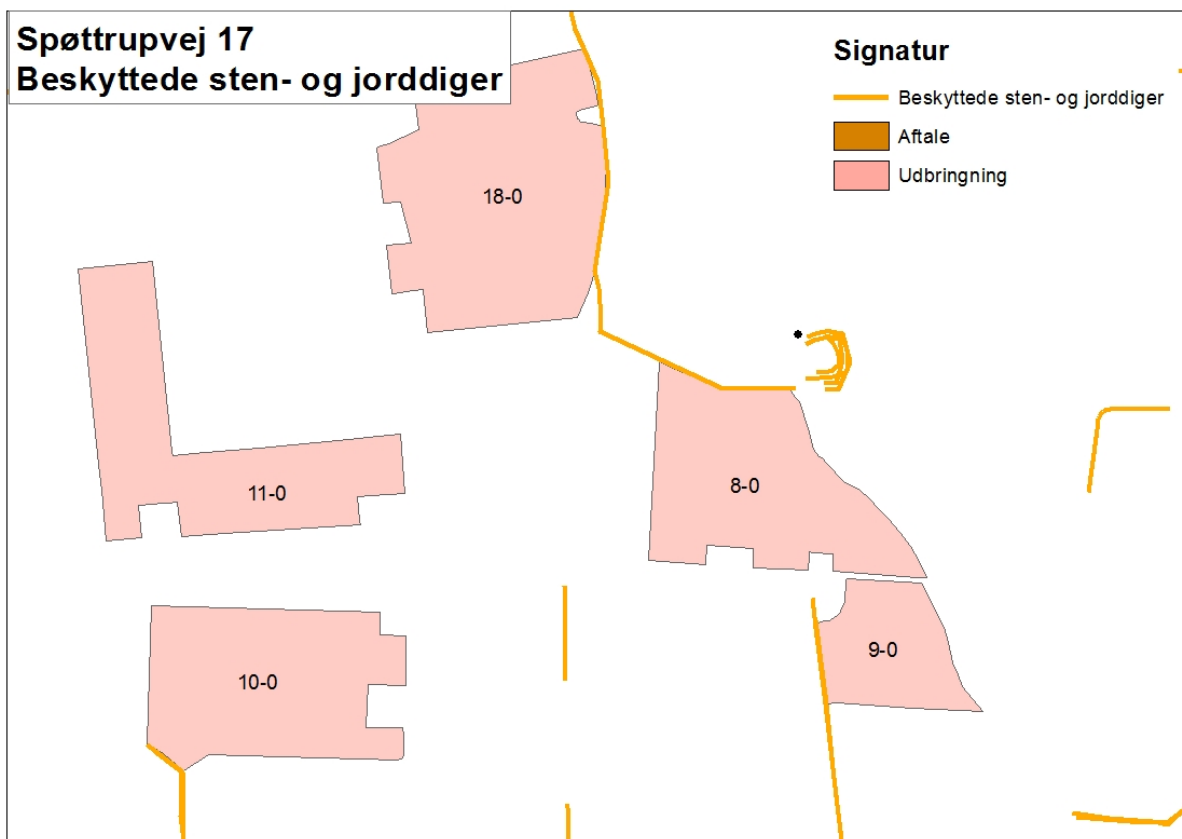 Spøttrupvej 17
Beskyttede sten- og jorddiger
Signatur
Beskyttede sten- og jorddiger
Aftale
Udbringning
18-0
11-0
8-0
9-0
10-0